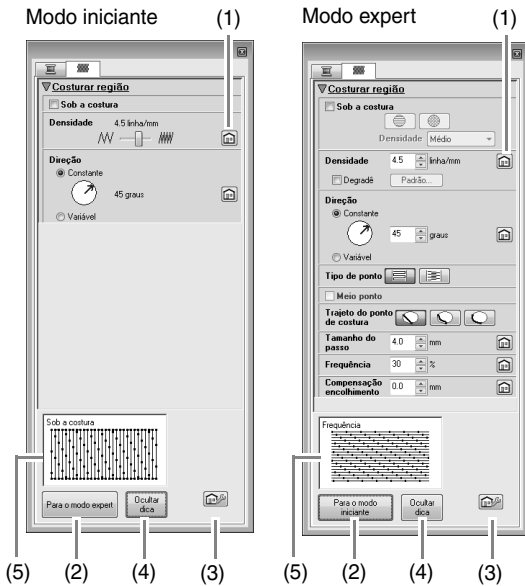 Modo iniciante
(1)
Costurar região
Sob a costura
Densidade 4.5 linha/mm
Direção
Constante
45 graus
Variável
Sob a costura
Para o modo expert
Ocultar dica
(5) (2) (4) (3)
Modo expert
(1)
Costurar região
Sob a costura
Densidade Médio
Densidade 4.5 linha/mm
Degradê Padrão...
Direção
Constante
45 graus
Variável
Tipo de ponto
Meio ponto
Trajeto do ponto
de costura
Tamanho do
passo 4.0 mm
Frequência 30 %
Compensação
encolhimento 0.0 mm
Frequência
Para o modo
iniciante
Ocultar
dica
(5) (2) (4) (3)